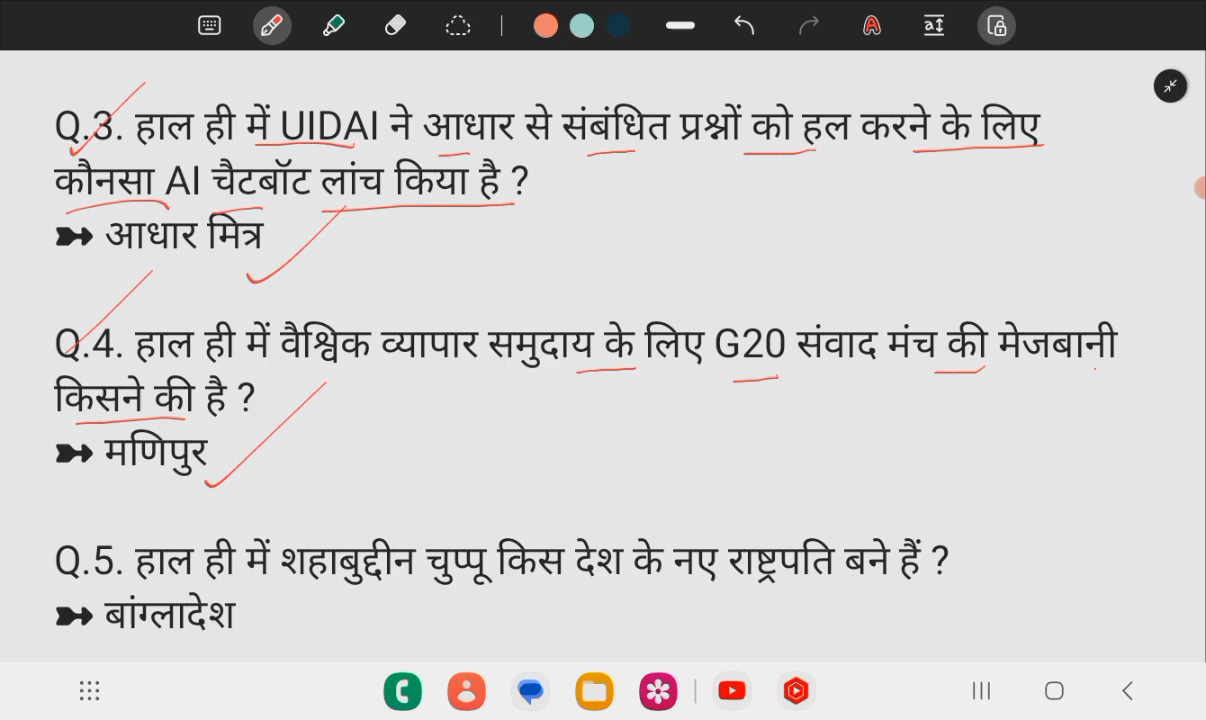 Q.3. हाल ही में UIDAI ने आधार से संबंधित प्रश्नों को हल करने के लिए
कौनसा AI चैटबॉट लांच किया है ?
➳ आधार मित्र
Q.4. हाल ही में वैश्विक व्यापार समुदाय के लिए G20 संवाद मंच की मेजबानी
किसने की है ?
➳ मणिपुर
Q.5. हाल ही में शहाबुद्दीन चुप्पू किस देश के नए राष्ट्रपति बने हैं ?
➳ बांग्लादेश